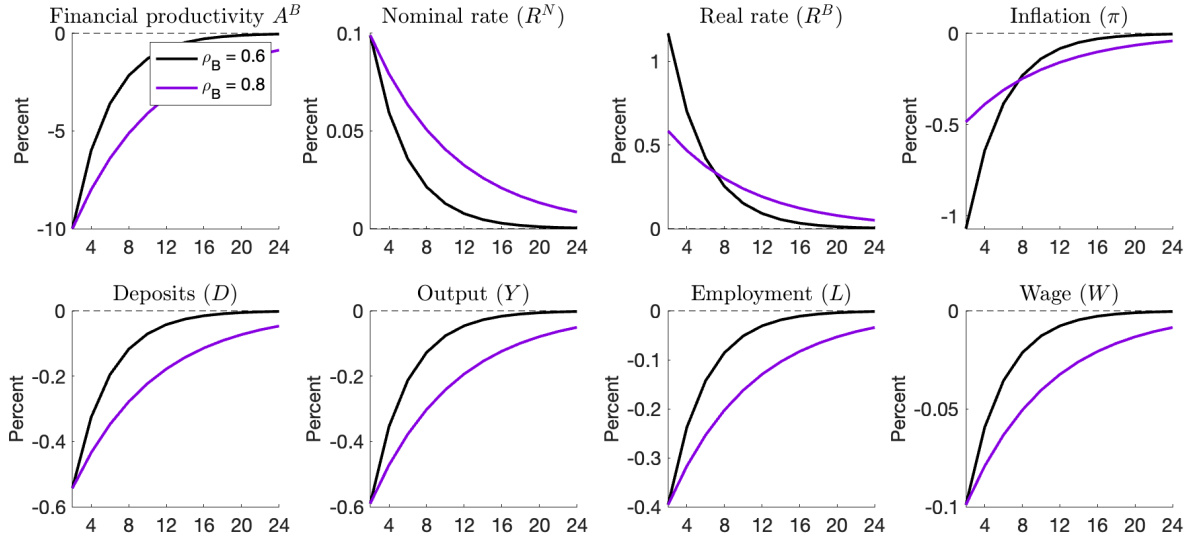 Financial productivity A^B
Percent
0
-5
-10
4 8 12 16 20 24
ρ_B = 0.6
ρ_B = 0.8
Nominal rate (R^N)
Percent
0.1
0.05
0
4 8 12 16 20 24
Real rate (R^B)
Percent
1
0.5
0
4 8 12 16 20 24
Inflation (π)
Percent
0
-0.5
-1
4 8 12 16 20 24
Deposits (D)
Percent
0
-0.2
-0.4
-0.6
4 8 12 16 20 24
Output (Y)
Percent
0
-0.2
-0.4
-0.6
4 8 12 16 20 24
Employment (L)
Percent
0
-0.1
-0.2
-0.3
-0.4
4 8 12 16 20 24
Wage (W)
Percent
0
-0.05
-0.1
4 8 12 16 20 24